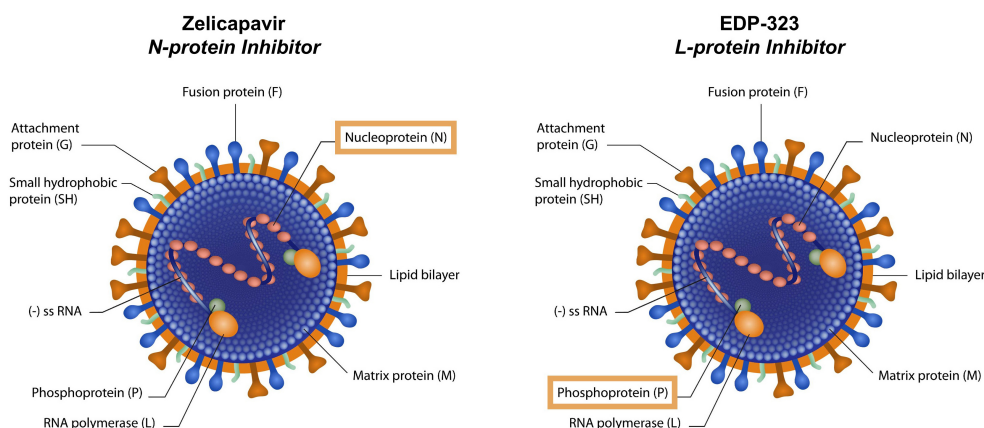 Zelicapavir
N-protein Inhibitor
Fusion protein (F)
Attachment
protein (G)
Nucleoprotein (N)
Small hydrophobic
protein (SH)
Lipid bilayer
(-) ss RNA
Matrix protein (M)
Phosphoprotein (P)
RNA polymerase (L)
EDP-323
L-protein Inhibitor
Fusion protein (F)
Attachment
protein (G)
Nucleoprotein (N)
Small hydrophobic
protein (SH)
Lipid bilayer
(-) ss RNA
Matrix protein (M)
Phosphoprotein (P)
RNA polymerase (L)